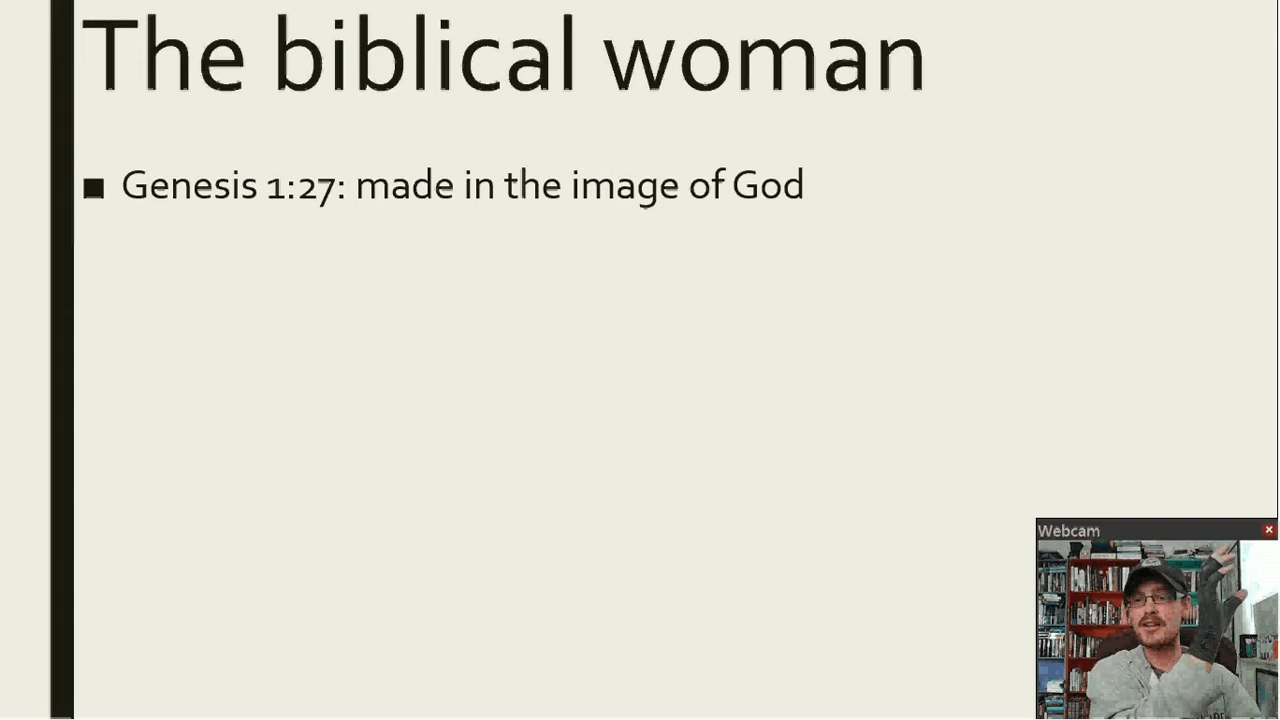 The biblical woman
■ Genesis 1:27: made in the image of God
Webcam